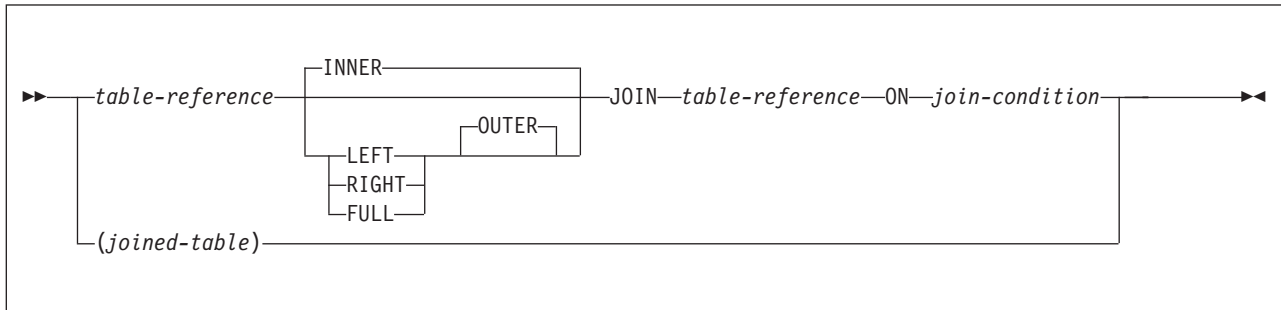 INNER
table-reference JOIN table-reference ON join-condition
OUTER
LEFT
RIGHT
FULL
(joined-table)